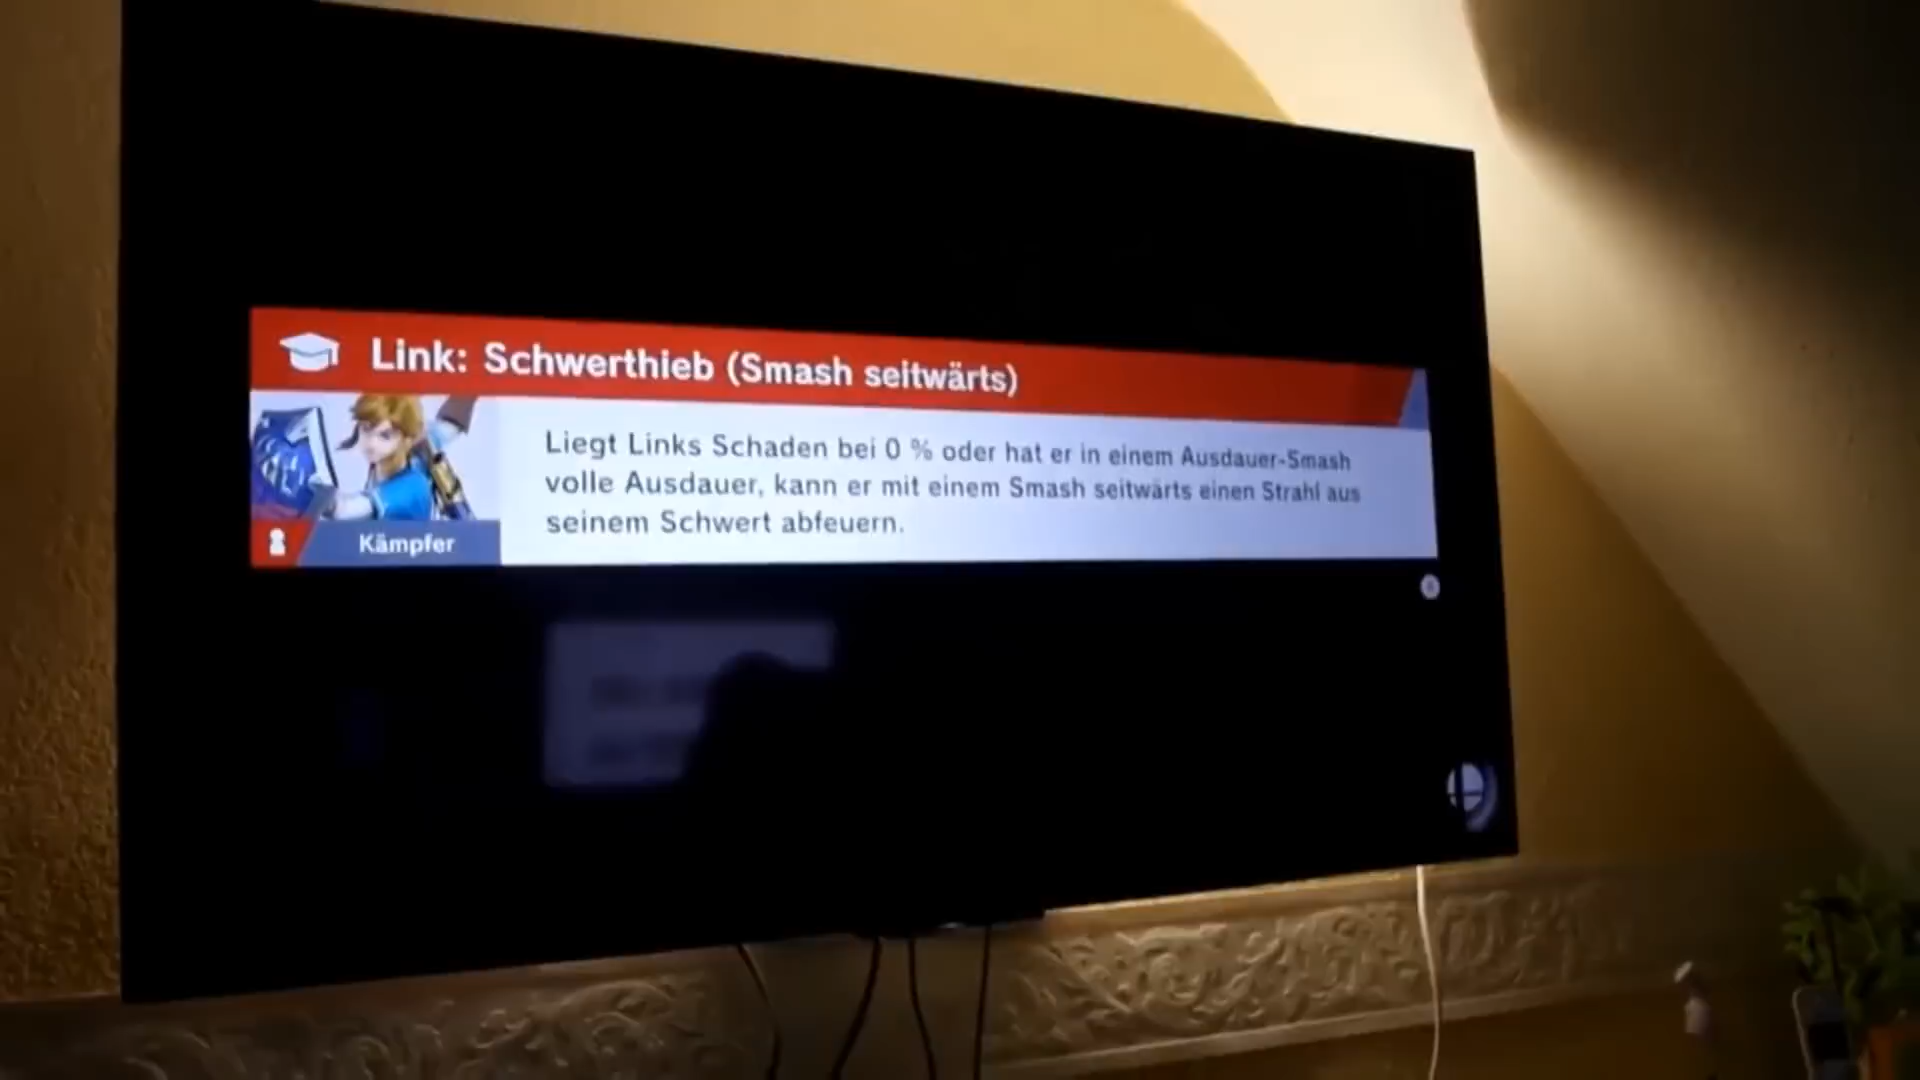 Link: Schwerthieb (Smash seitwärts)
Liegt Links Schaden bei 0 % oder hat er in einem Ausdauer-Smash
volle Ausdauer, kann er mit einem Smash seitwärts einen Strahl aus
seinem Schwert abfeuern.
Kämpfer